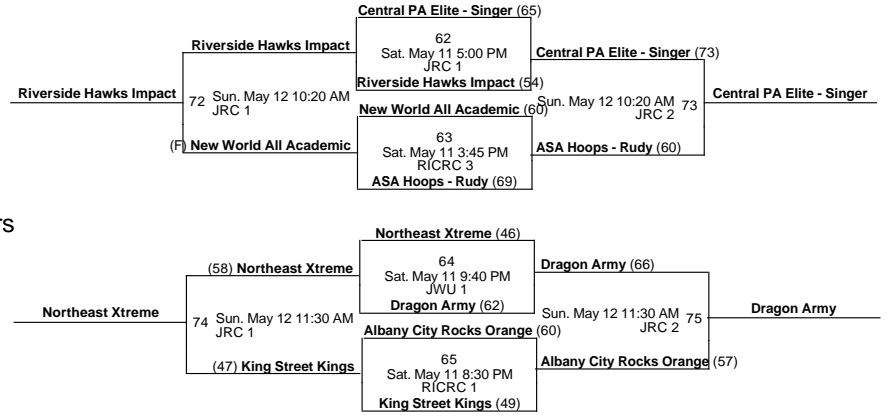 Central PA Elite - Singer (65)
62
Sat. May 11 5:00 PM
JRC 1
Riverside Hawks Impact (54)
Riverside Hawks Impact
Central PA Elite - Singer (73)
Riverside Hawks Impact
72 Sun. May 12 10:20 AM
JRC 1
Sun. May 12 10:20 AM 73
JRC 2
Central PA Elite - Singer
New World All Academic (60)
63
Sat. May 11 3:45 PM
RICRC 3
ASA Hoops - Rudy (69)
(F) New World All Academic
ASA Hoops - Rudy (60)
rs
Northeast Xtreme (46)
64
Sat. May 11 9:40 PM
JWU 1
Dragon Army (62)
(58) Northeast Xtreme
Dragon Army (66)
Northeast Xtreme
74 Sun. May 12 11:30 AM
JRC 1
Sun. May 12 11:30 AM 75
JRC 2
Dragon Army
Albany City Rocks Orange (60)
65
Sat. May 11 8:30 PM
RICRC 1
King Street Kings (49)
(47) King Street Kings
Albany City Rocks Orange (57)